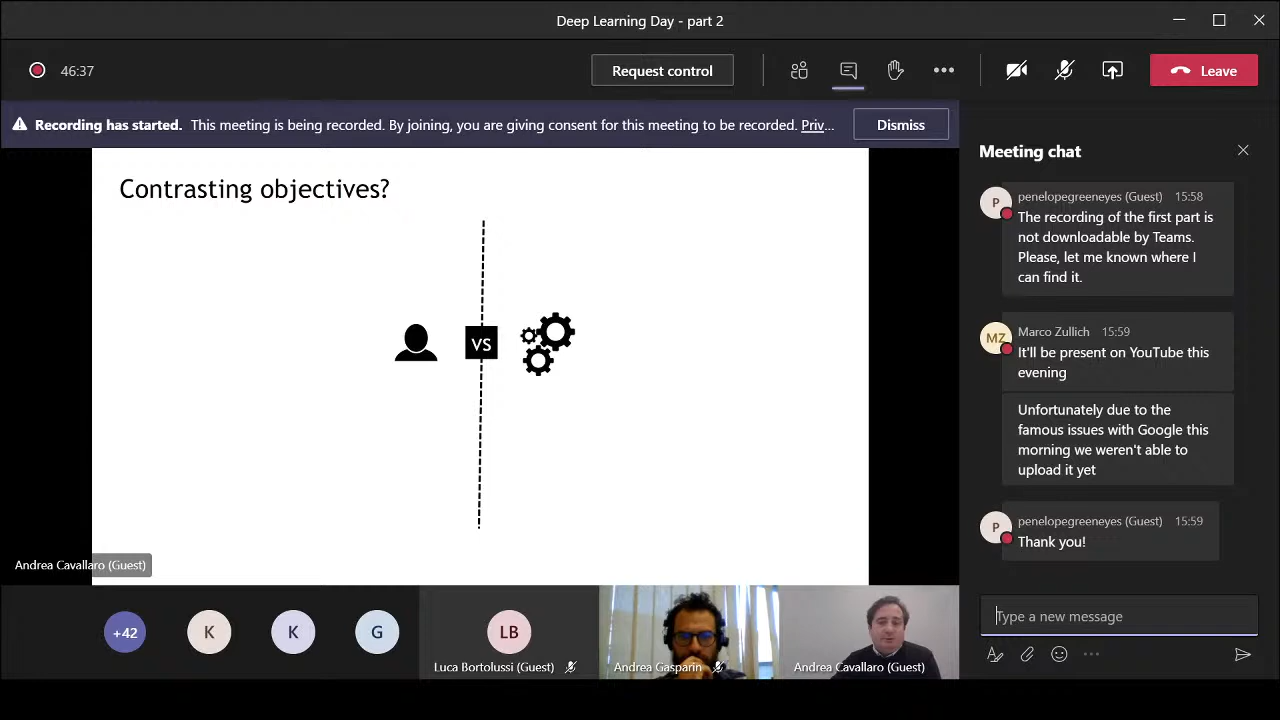 Deep Learning Day - part 2
46:37
Request control
Leave
Recording has started. This meeting is being recorded. By joining, you are giving consent for this meeting to be recorded. Priv...
Dismiss
Contrasting objectives?
VS
Andrea Cavallaro (Guest)
+42
K
K
G
LB
Luca Bortolussi (Guest)
Andrea Gasparin
Andrea Cavallaro (Guest)
Meeting chat
P
penelopegreeneyes (Guest) 15:58
The recording of the first part is
not downloadable by Teams.
Please, let me known where I
can find it.
MZ
Marco Zullich 15:59
It'll be present on YouTube this
evening
Unfortunately due to the
famous issues with Google this
morning we weren't able to
upload it yet
P
penelopegreeneyes (Guest) 15:59
Thank you!
Type a new message